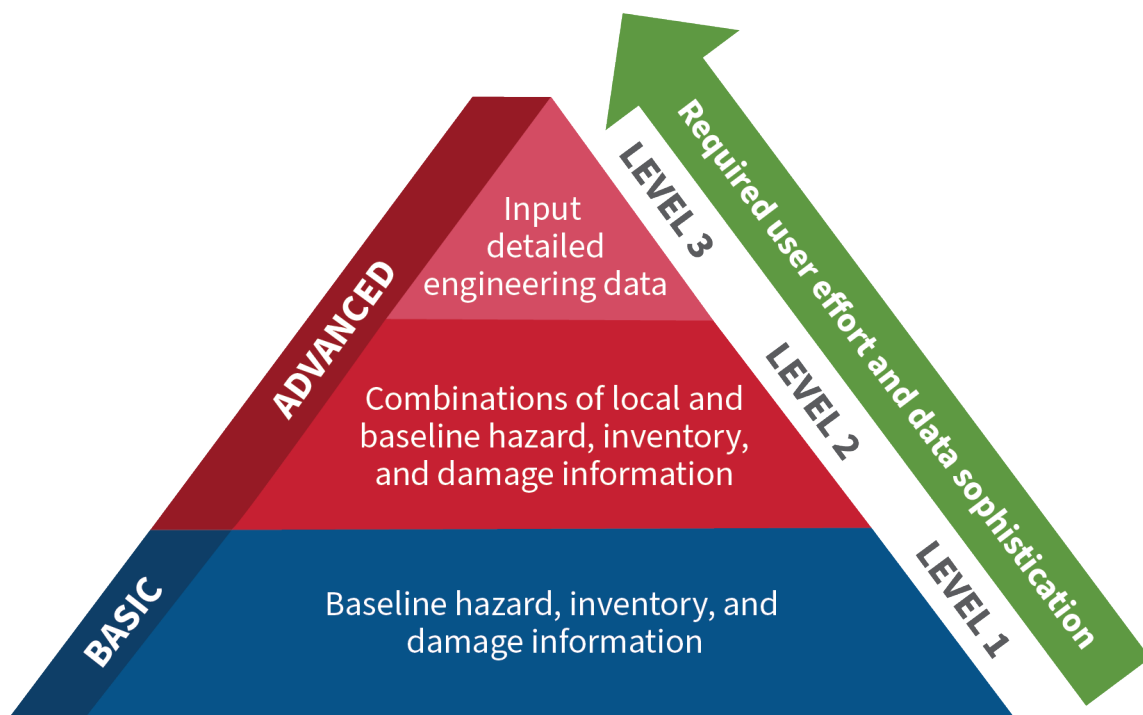 Input
detailed
engineering data
Combinations of local and
baseline hazard, inventory,
and damage information
Baseline hazard, inventory, and
damage information
ADVANCED
BASIC
LEVEL 3
LEVEL 2
LEVEL 1
Required user effort and data sophistication